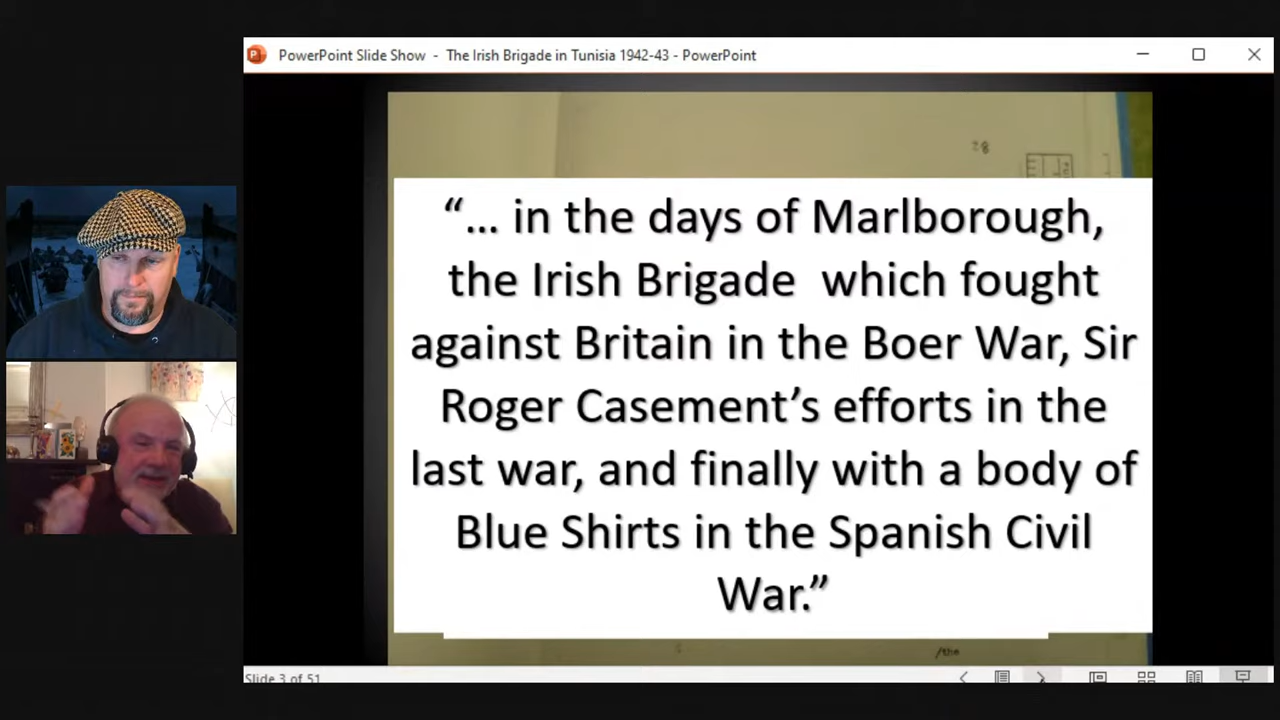 PowerPoint Slide Show - The Irish Brigade in Tunisia 1942-43 - PowerPoint
“... in the days of Marlborough,
the Irish Brigade which fought
against Britain in the Boer War, Sir
Roger Casement’s efforts in the
last war, and finally with a body of
Blue Shirts in the Spanish Civil
War.”
/the
Slide 3 of 51